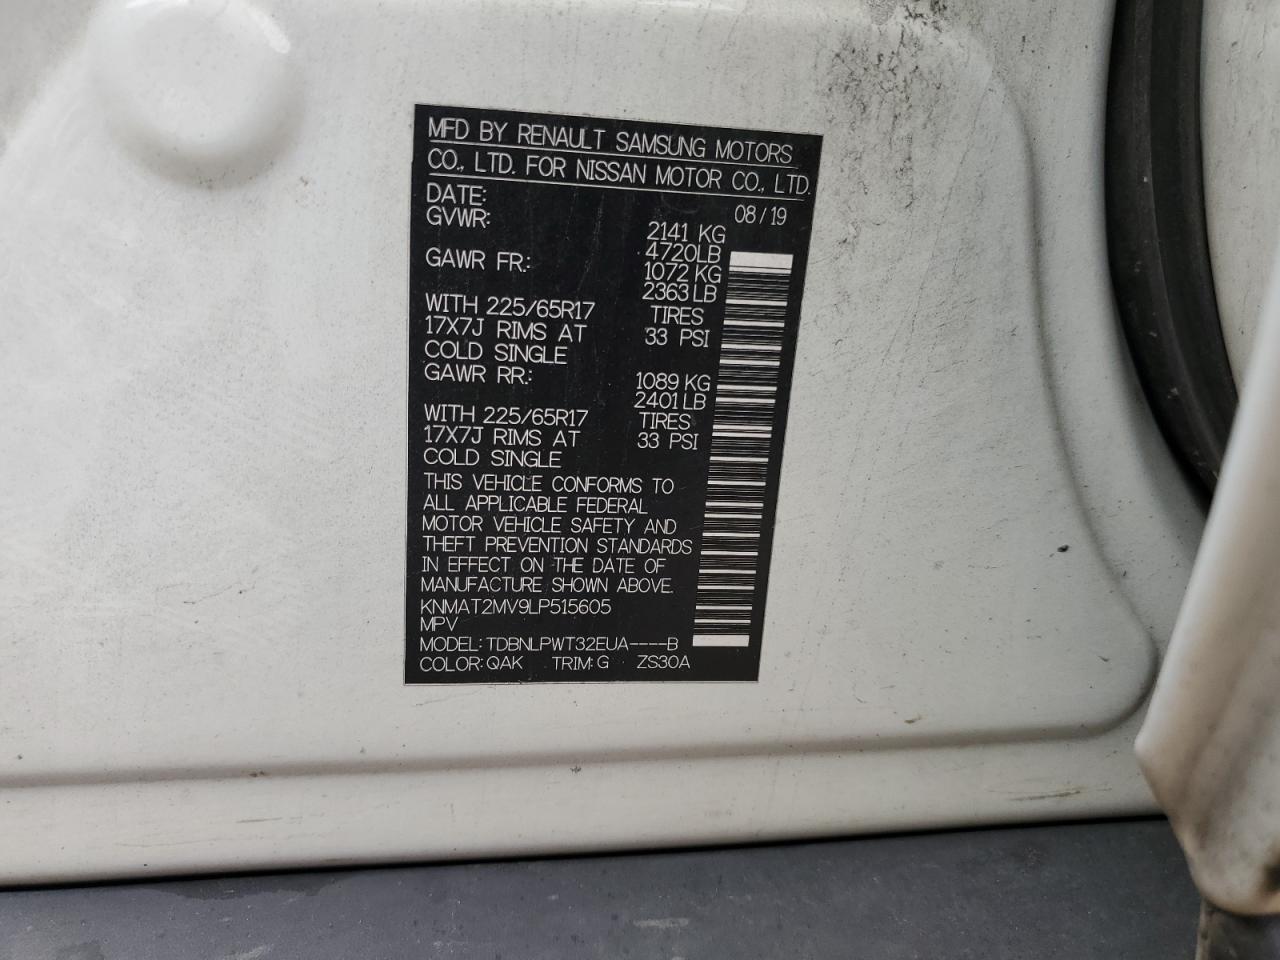 MFD BY RENAULT SAMSUNG MOTORS
CO., LTD. FOR NISSAN MOTOR CO., LTD.
DATE: 08/19
GVWR: 2141 KG
4720LB
GAWR FR: 1072 KG
2363 LB
WITH 225/65R17 TIRES
17X7J RIMS AT 33 PSI
COLD SINGLE
GAWR RR: 1089 KG
2401 LB
WITH 225/65R17 TIRES
17X7J RIMS AT 33 PSI
COLD SINGLE
THIS VEHICLE CONFORMS TO
ALL APPLICABLE FEDERAL
MOTOR VEHICLE SAFETY AND
THEFT PREVENTION STANDARDS
IN EFFECT ON THE DATE OF
MANUFACTURE SHOWN ABOVE.
KNMAT2MV9LP515605
MPV
MODEL: TDBNLPWT32EUA----B
COLOR: QAK TRIM: G ZS30A